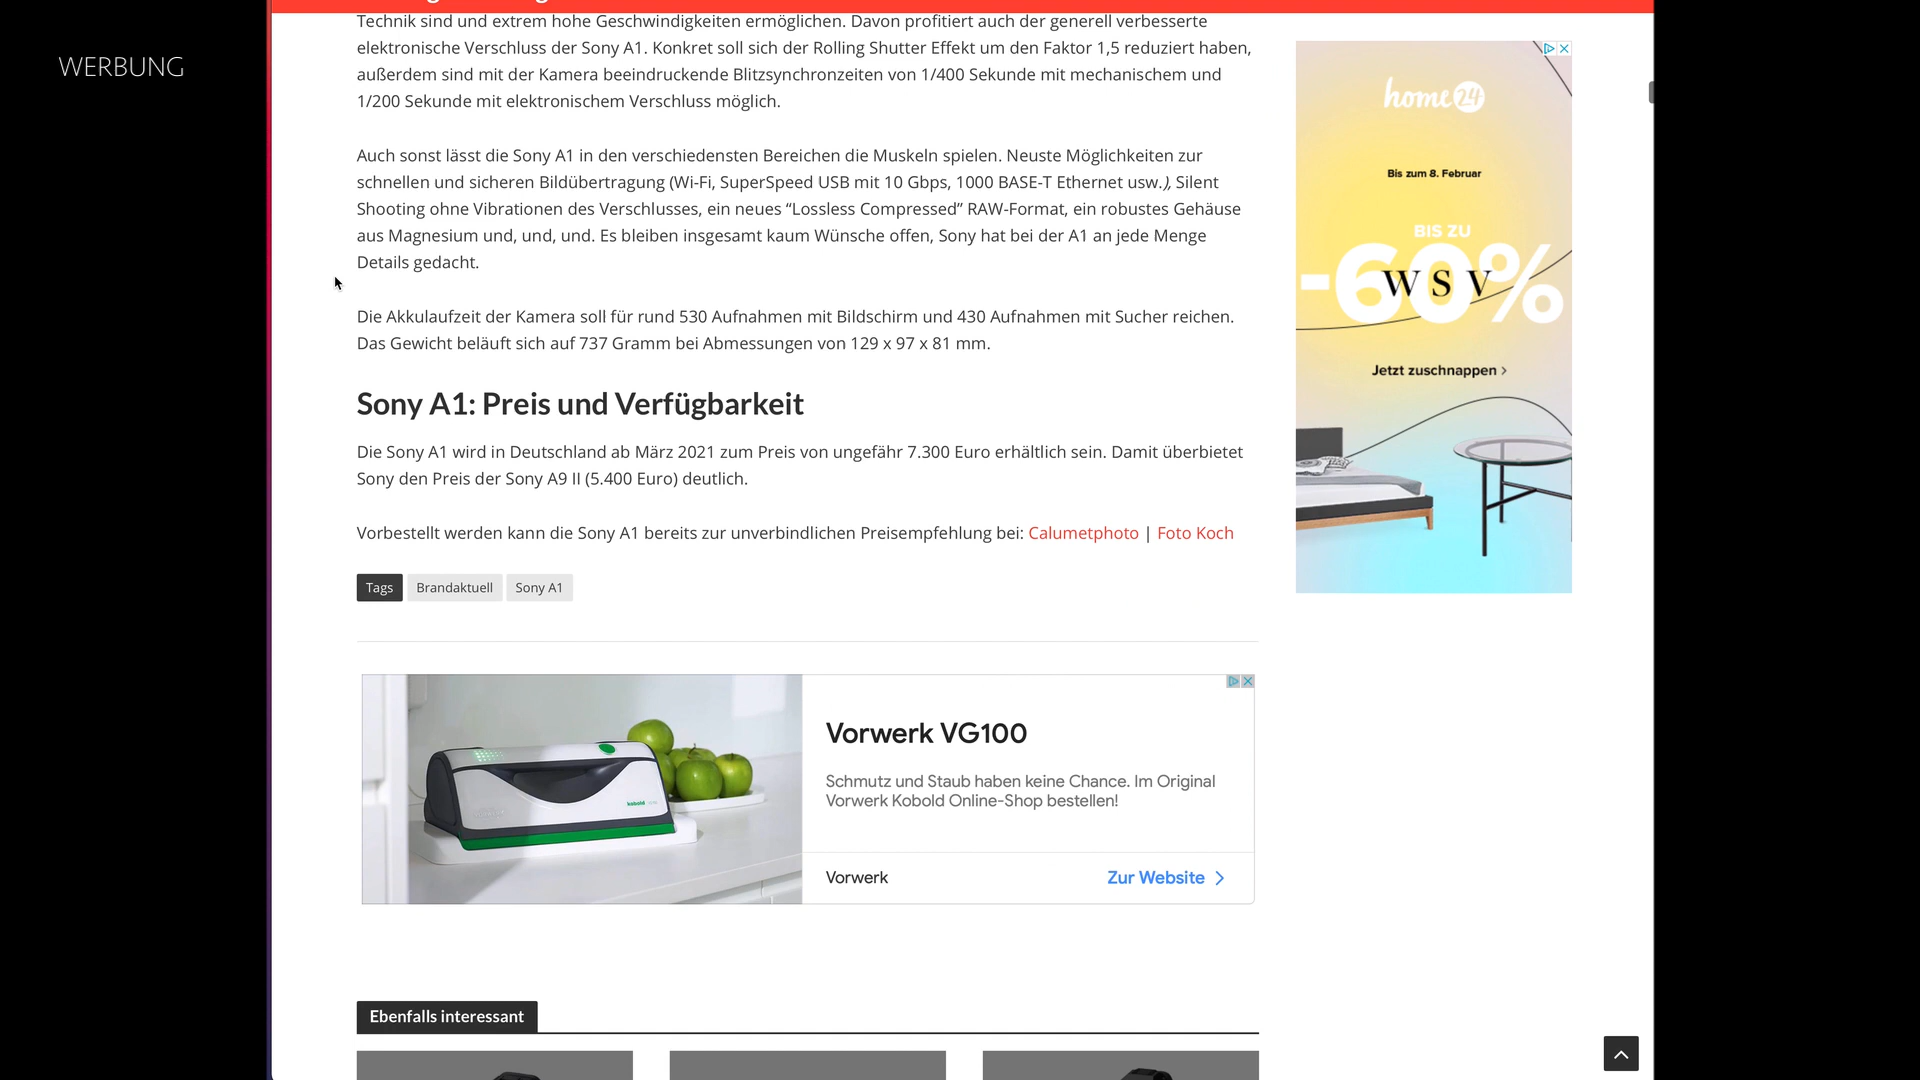 WERBUNG
Technik sind und extrem hohe Geschwindigkeiten ermöglichen. Davon profitiert auch der generell verbesserte
elektronische Verschluss der Sony A1. Konkret soll sich der Rolling Shutter Effekt um den Faktor 1,5 reduziert haben,
außerdem sind mit der Kamera beeindruckende Blitzsynchronzeiten von 1/400 Sekunde mit mechanischem und
1/200 Sekunde mit elektronischem Verschluss möglich.
Auch sonst lässt die Sony A1 in den verschiedensten Bereichen die Muskeln spielen. Neuste Möglichkeiten zur
schnellen und sicheren Bildübertragung (Wi-Fi, SuperSpeed USB mit 10 Gbps, 1000 BASE-T Ethernet usw.), Silent
Shooting ohne Vibrationen des Verschlusses, ein neues “Lossless Compressed” RAW-Format, ein robustes Gehäuse
aus Magnesium und, und, und. Es bleiben insgesamt kaum Wünsche offen, Sony hat bei der A1 an jede Menge
Details gedacht.
Die Akkulaufzeit der Kamera soll für rund 530 Aufnahmen mit Bildschirm und 430 Aufnahmen mit Sucher reichen.
Das Gewicht beläuft sich auf 737 Gramm bei Abmessungen von 129 x 97 x 81 mm.
Sony A1: Preis und Verfügbarkeit
Die Sony A1 wird in Deutschland ab März 2021 zum Preis von ungefähr 7.300 Euro erhältlich sein. Damit überbietet
Sony den Preis der Sony A9 II (5.400 Euro) deutlich.
Vorbestellt werden kann die Sony A1 bereits zur unverbindlichen Preisempfehlung bei: Calumetphoto | Foto Koch
Tags Brandaktuell Sony A1
Vorwerk VG100
Schmutz und Staub haben keine Chance. Im Original
Vorwerk Kobold Online-Shop bestellen!
Vorwerk Zur Website
kobold
Ebenfalls interessant
home24
Bis zum 8. Februar
BIS ZU
-60%
WSV
Jetzt zuschnappen